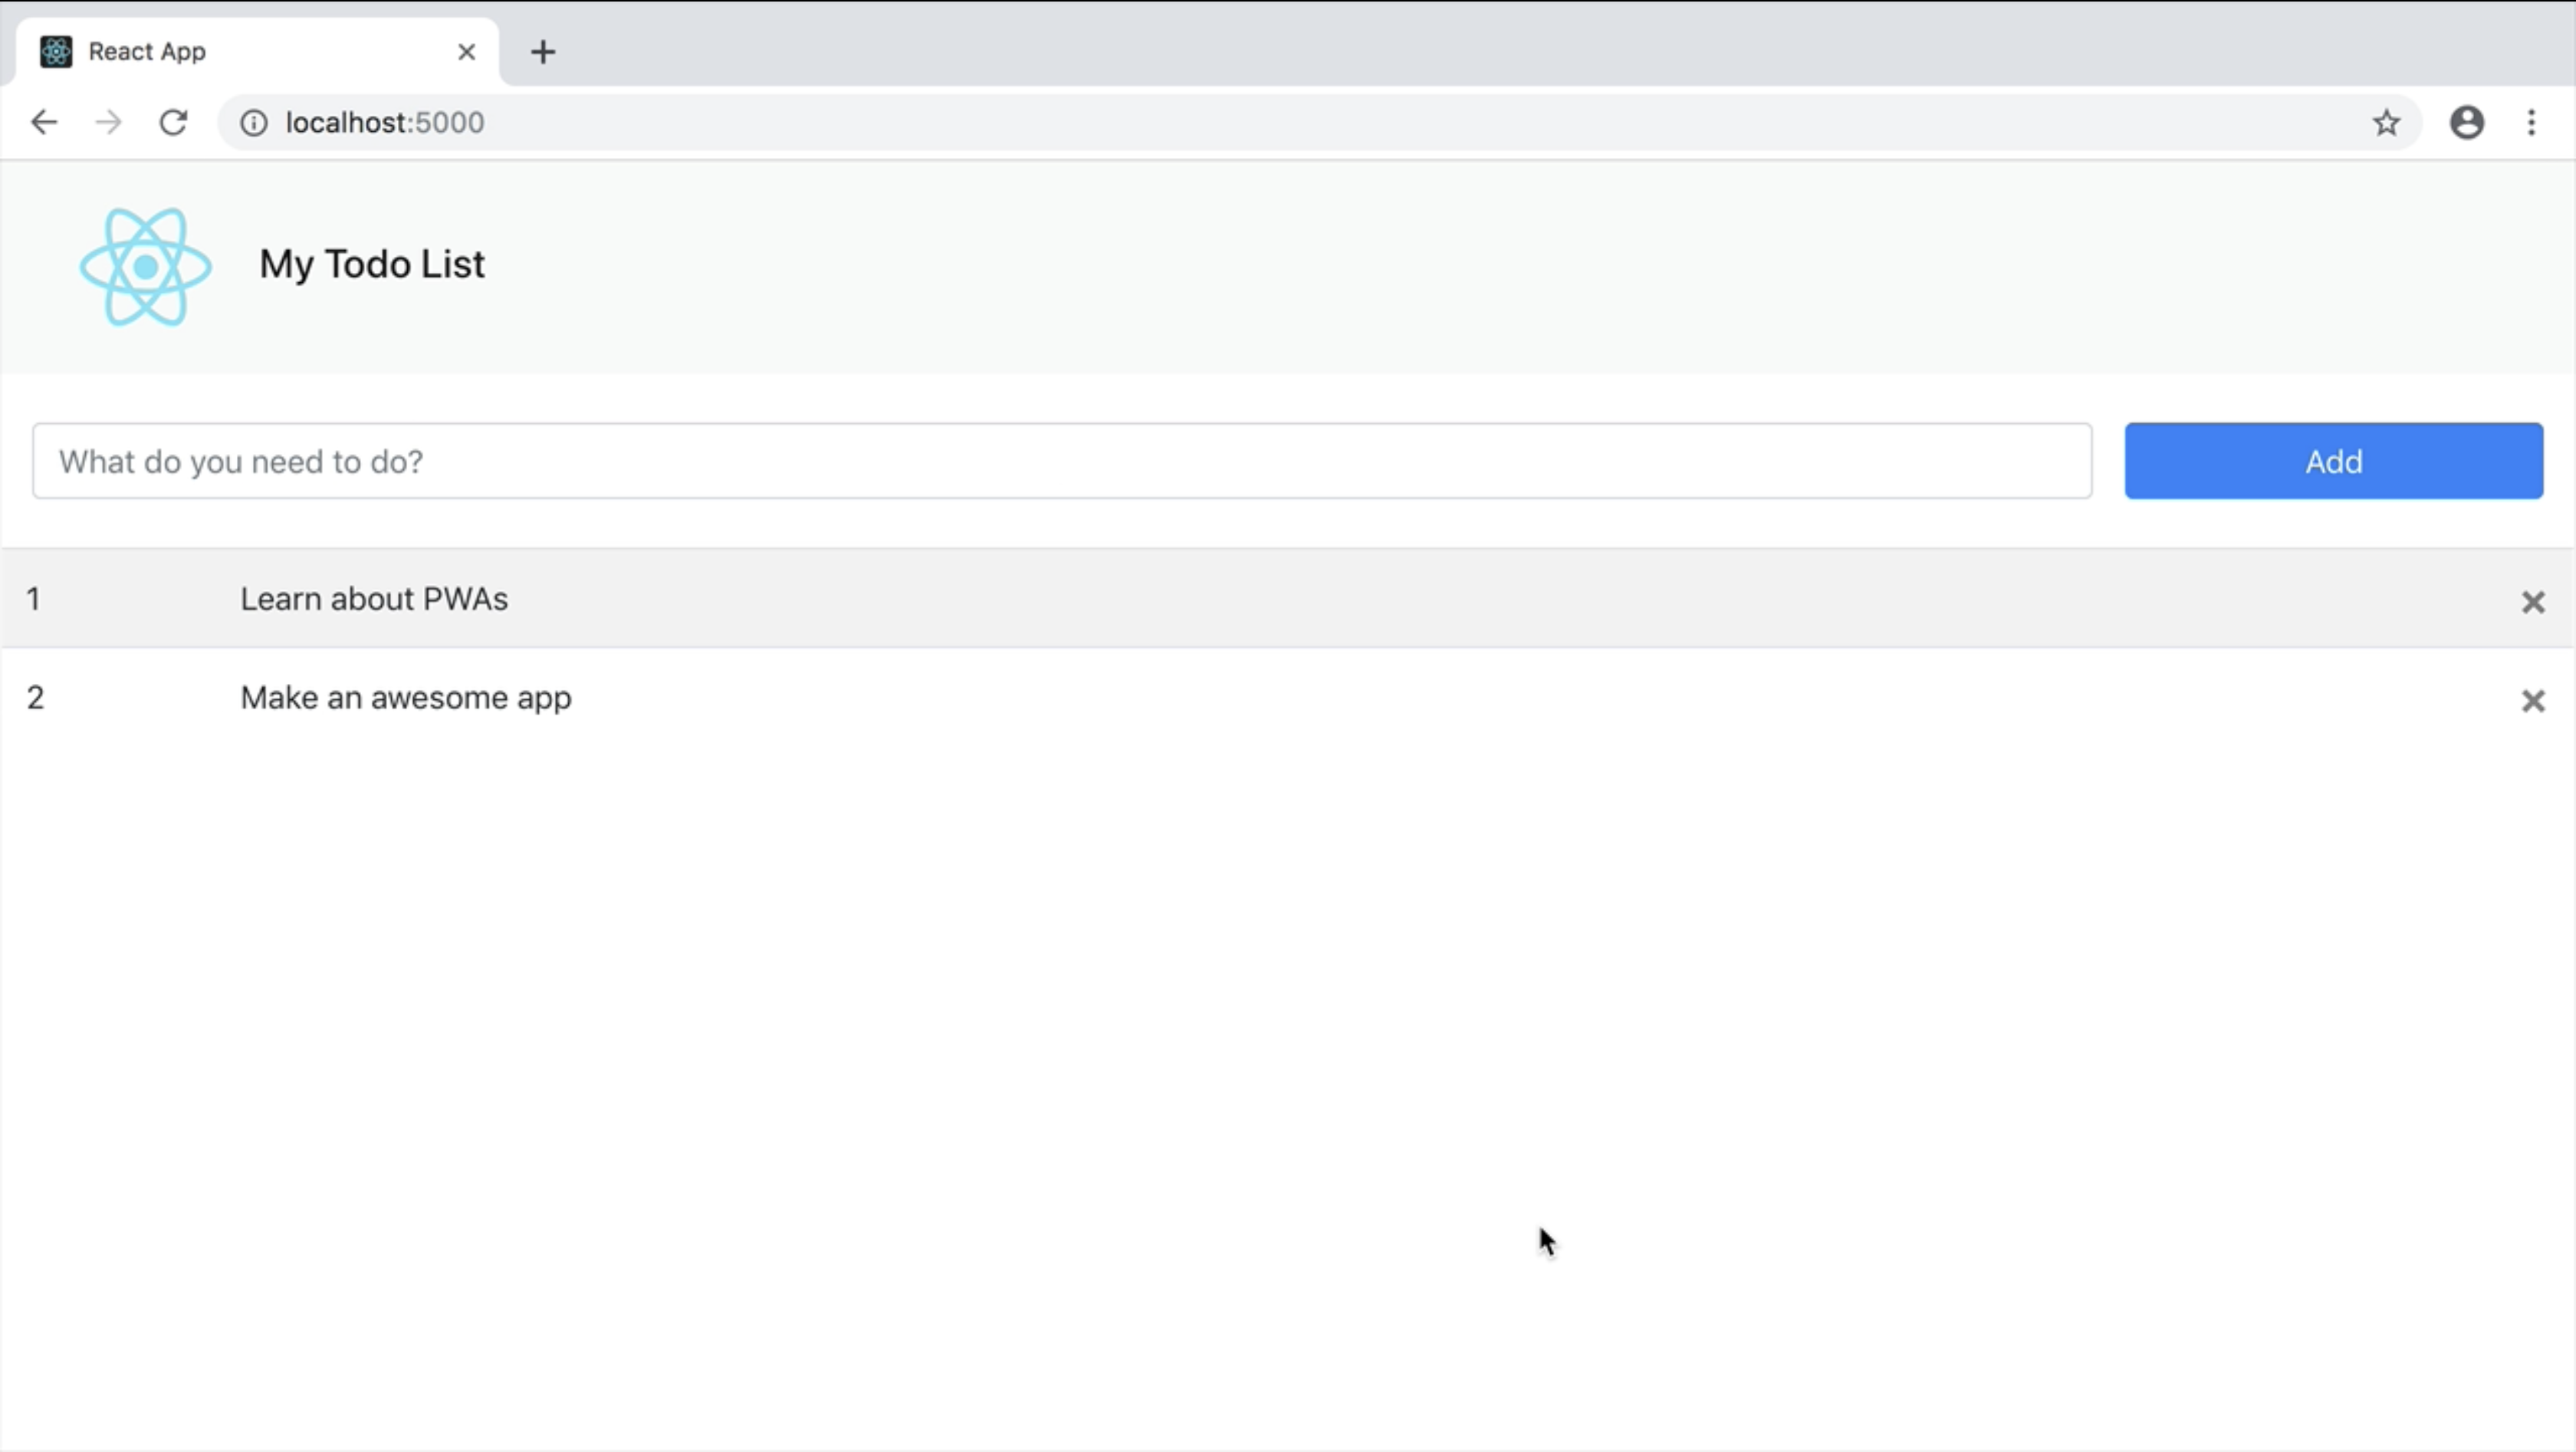 React App
localhost:5000
My Todo List
What do you need to do?
Add
1 Learn about PWAs
2 Make an awesome app